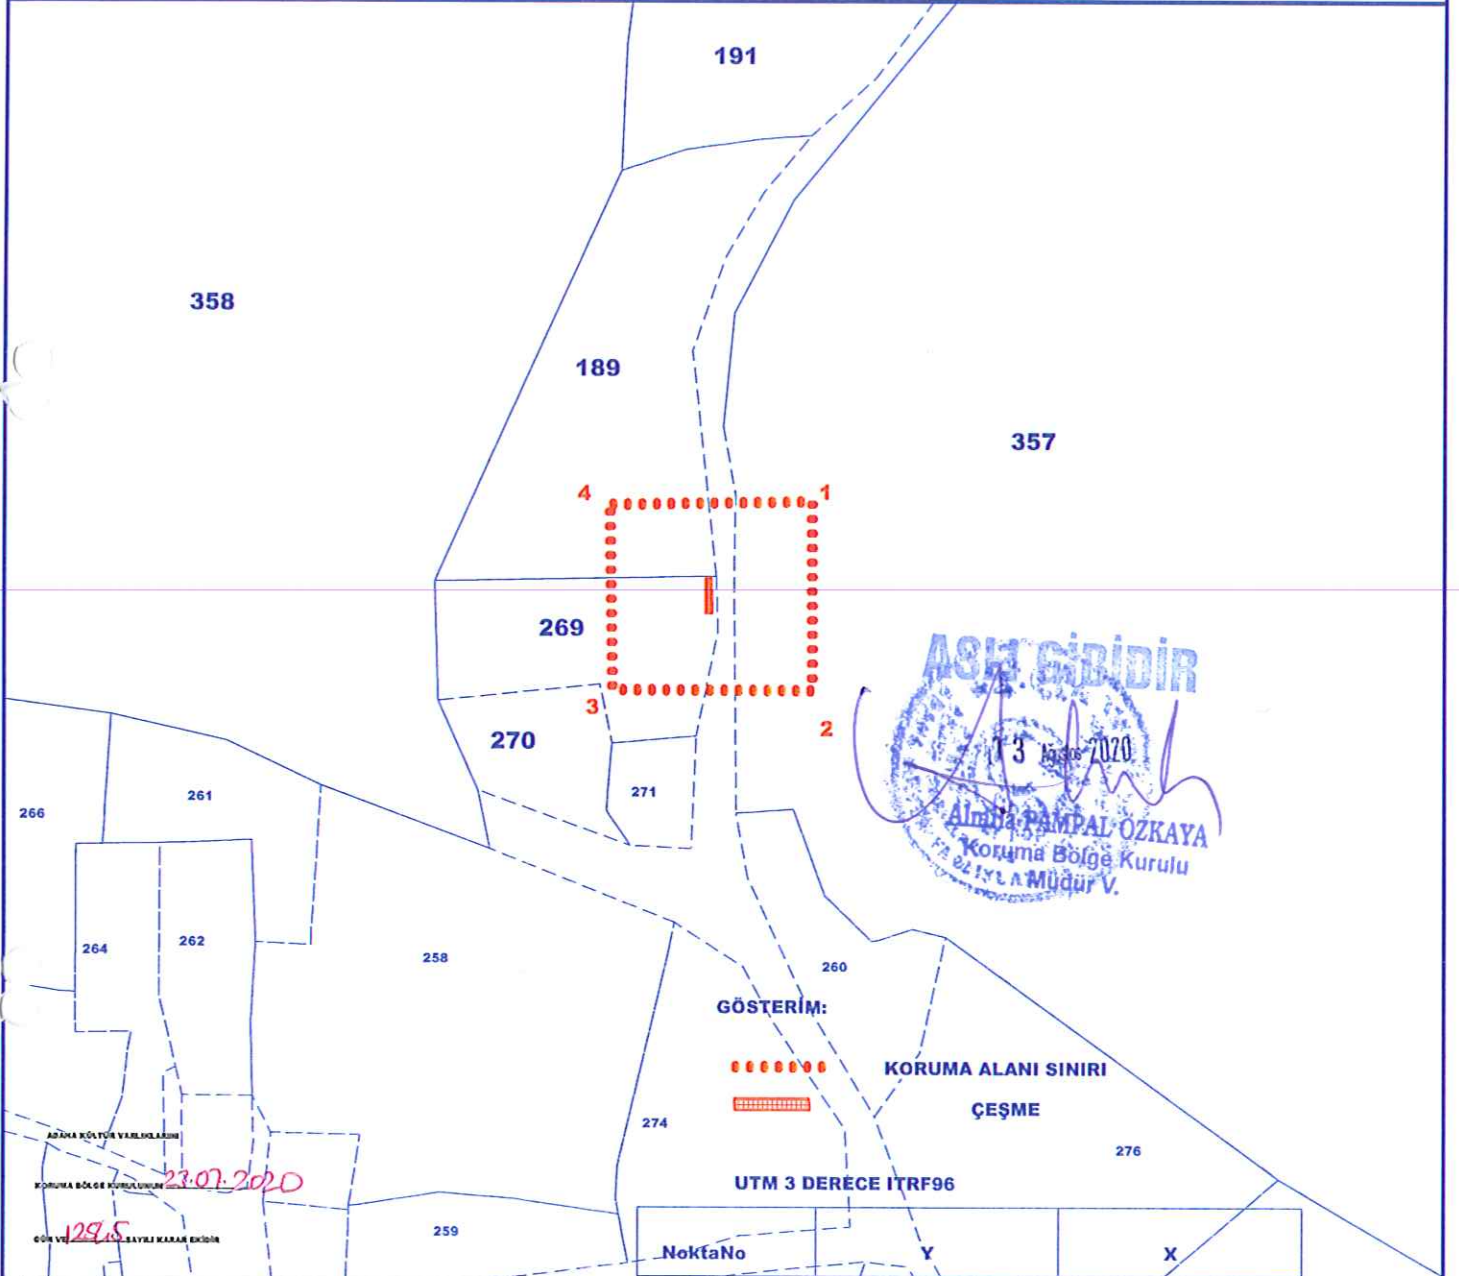 191
358
189
357
4
1
269
3
2
270
271
261
266
264
262
258
260
274
276
259
ASLI GİBİDİR
13 Ağustos 2020
PAMPAL ÖZKAYA
Koruma Bölge Kurulu
Müdür V.
GÖSTERİM:
KORUMA ALANI SINIRI
ÇEŞME
UTM 3 DERECE ITRF96
NoktaNo Y X
ADANA KÜLTÜR VARLIKLARINI
KORUMA BÖLGE KURULUNUN 23.07.2020
GÜN VE SAYILI KARAR EKİDİR